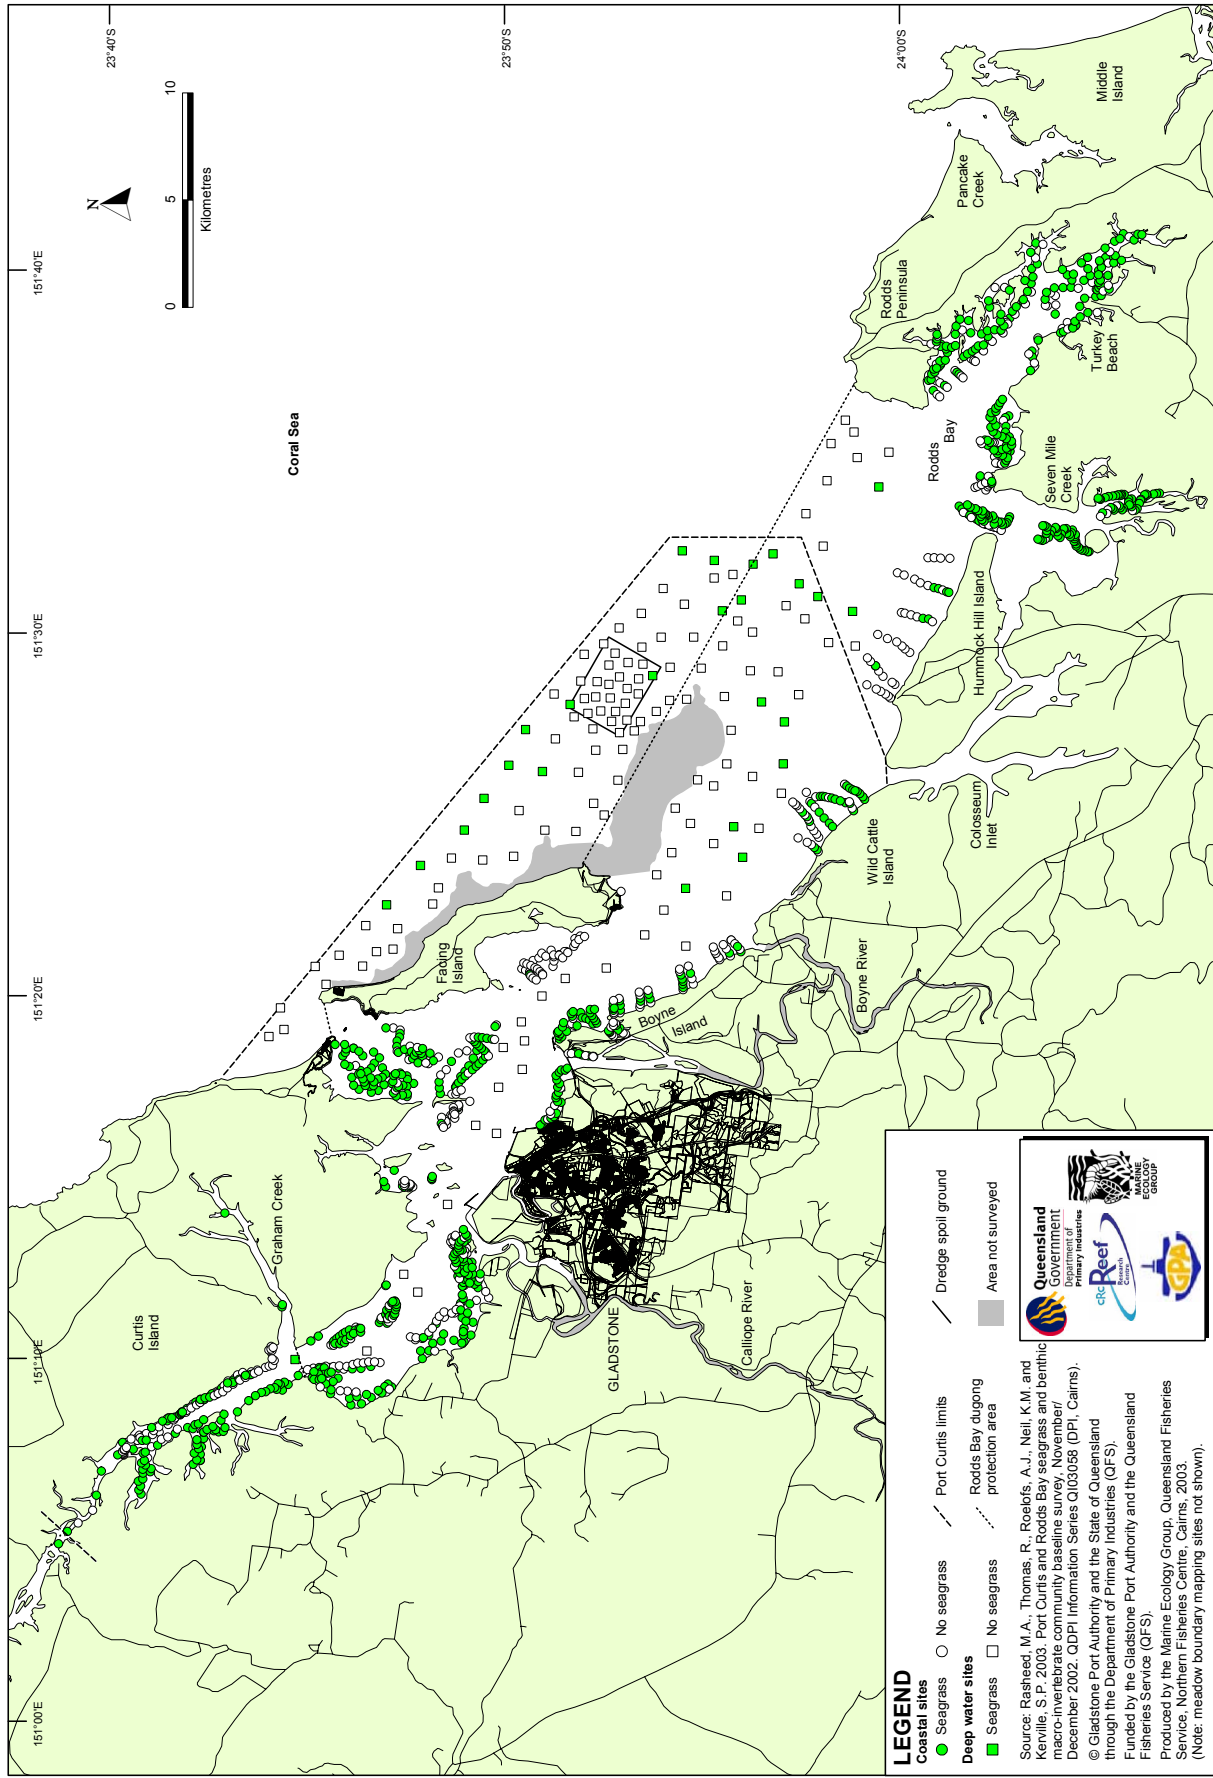 151°00'E
151°10'E
151°20'E
151°30'E
151°40'E
23°40'S
23°50'S
24°00'S
N
0
5
10
Kilometres
Coral Sea
Curtis
Island
Graham Creek
Facing
Island
GLADSTONE
Calliope River
Boyne
Island
Boyne River
Wild Cattle
Island
Colosseum
Inlet
Hummock Hill Island
Seven Mile
Creek
Rodds
Bay
Turkey
Beach
Rodds
Peninsula
Pancake
Creek
Middle
Island
LEGEND
Coastal sites
Seagrass
No seagrass
Deep water sites
Seagrass
No seagrass
Port Curtis limits
Rodds Bay dugong
protection area
Dredge spoil ground
Area not surveyed
Source: Rasheed, M.A., Thomas, R., Roelofs, A.J., Neil, K.M. and
Kerville, S.P. 2003. Port Curtis and Rodds Bay seagrass and benthic
macro-invertebrate community baseline survey, November/
December 2002. QDPI Information Series QI03058 (DPI, Cairns).
© Gladstone Port Authority and the State of Queensland
through the Department of Primary Industries (QFS).
Funded by the Gladstone Port Authority and the Queensland
Fisheries Service (QFS).
Produced by the Marine Ecology Group, Queensland Fisheries
Service, Northern Fisheries Centre, Cairns, 2003.
(Note: meadow boundary mapping sites not shown).
Queensland
Government
Department of
Primary Industries
CRC Reef
Research
Centre
MARINE
ECOLOGY
GROUP
GPA